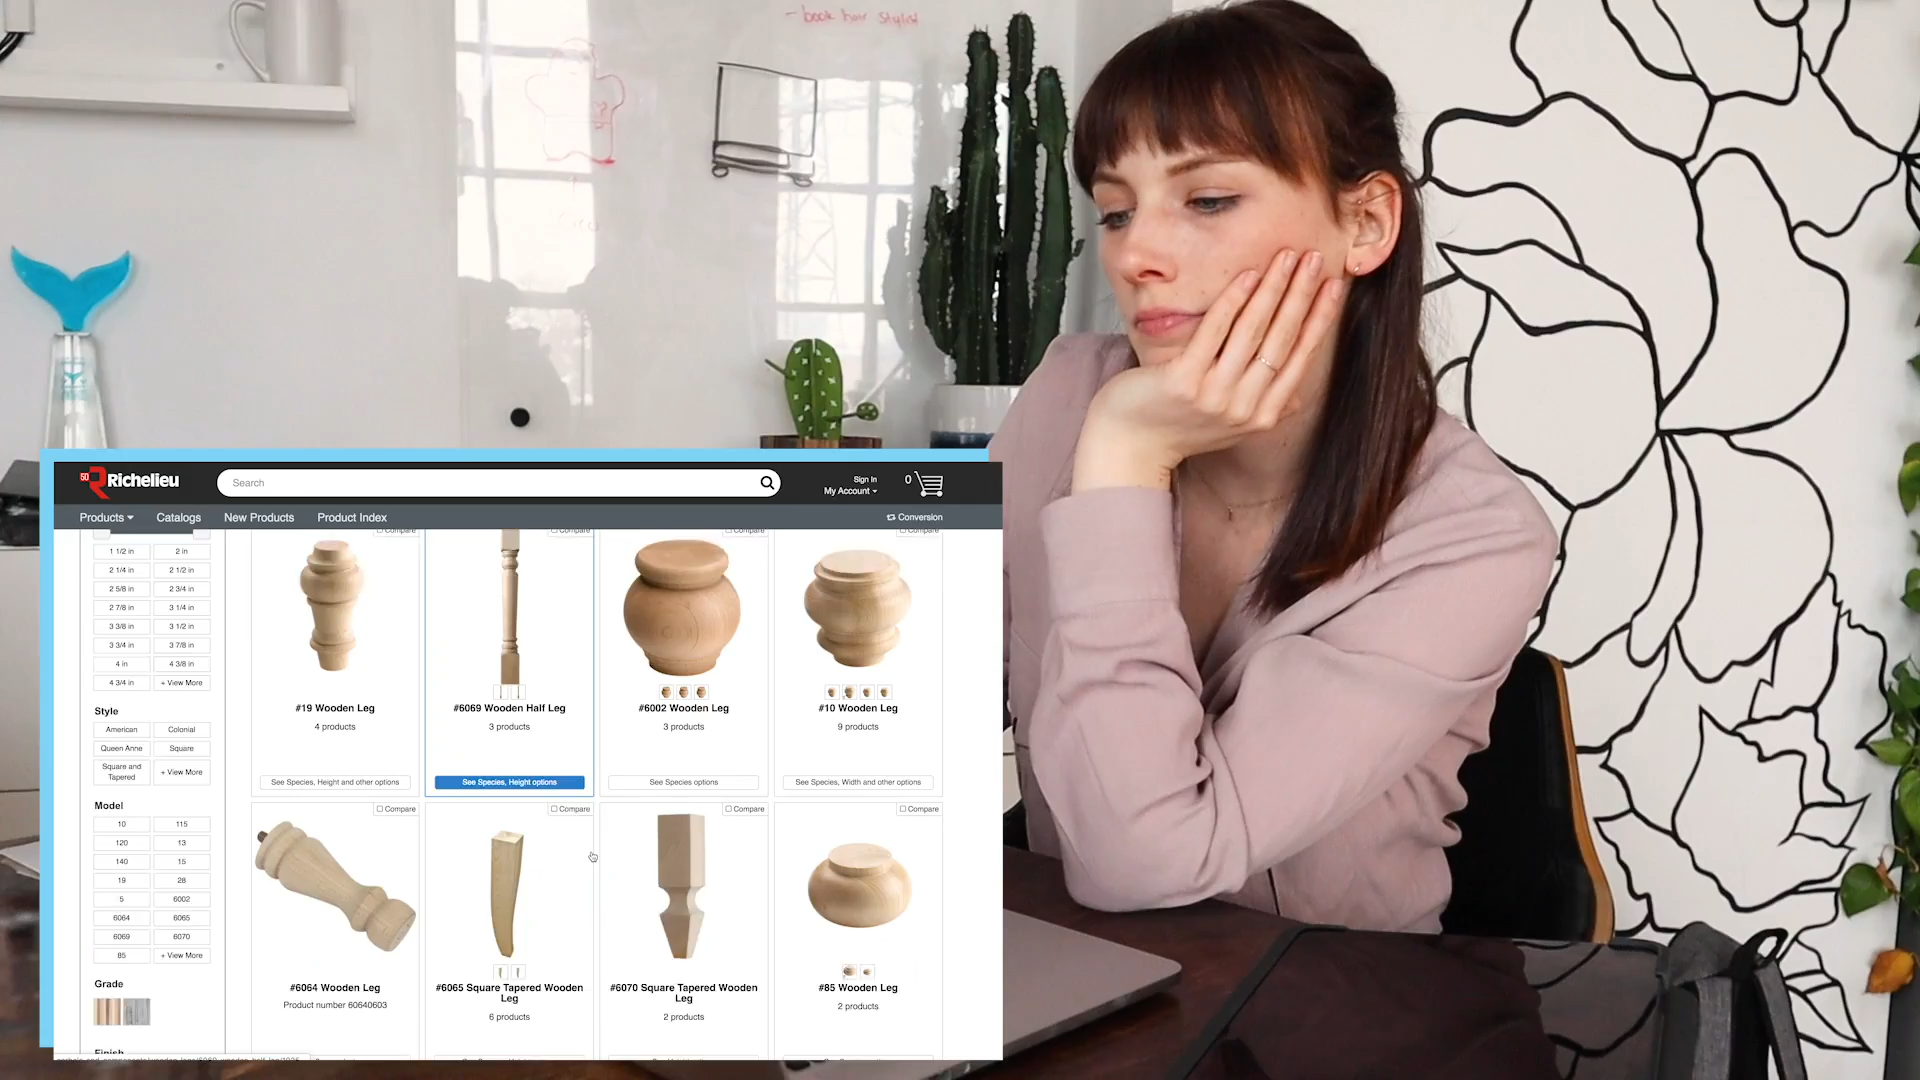 - book hair stylist
50 Richelieu
Search
Sign In
My Account
0
Products
Catalogs
New Products
Product Index
Conversion
Compare
Compare
Compare
Compare
1 1/2 in
2 in
2 1/4 in
2 1/2 in
2 5/8 in
2 3/4 in
2 7/8 in
3 1/4 in
3 3/8 in
3 1/2 in
3 3/4 in
3 7/8 in
4 in
4 3/8 in
4 3/4 in
+ View More
Style
American
Colonial
Queen Anne
Square
Square and
Tapered
+ View More
Model
10
115
120
13
140
15
19
28
5
6002
6064
6065
6069
6070
85
+ View More
Grade
Finish
#19 Wooden Leg
4 products
See Species, Height and other options
#6069 Wooden Half Leg
3 products
See Species, Height options
#6002 Wooden Leg
3 products
See Species options
#10 Wooden Leg
9 products
See Species, Width and other options
Compare
#6064 Wooden Leg
Product number 60640603
Compare
#6065 Square Tapered Wooden
Leg
6 products
Compare
#6070 Square Tapered Wooden
Leg
2 products
Compare
#85 Wooden Leg
2 products